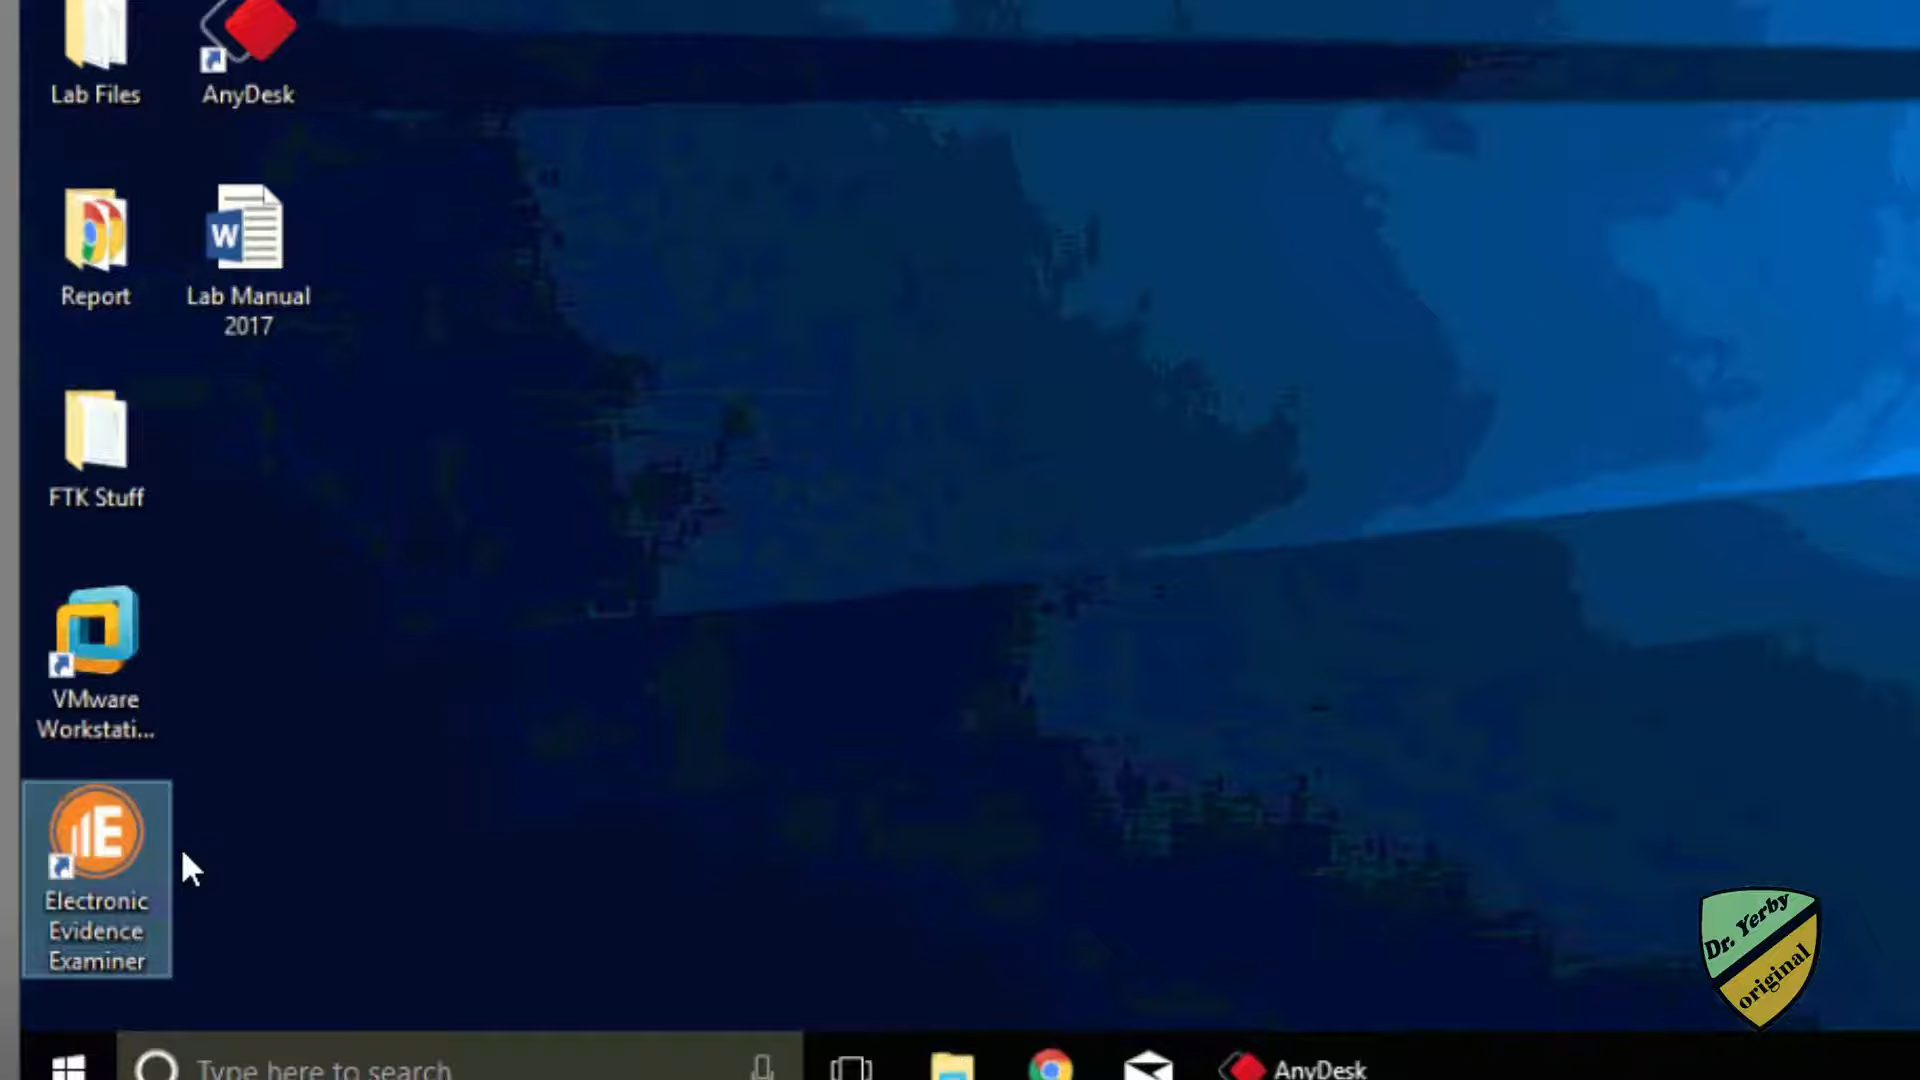 Lab Files
AnyDesk
Report
W
Lab Manual
2017
FTK Stuff
VMware
Workstati...
E
Electronic
Evidence
Examiner
Dr. Yerby
original
Type here to search
AnyDesk